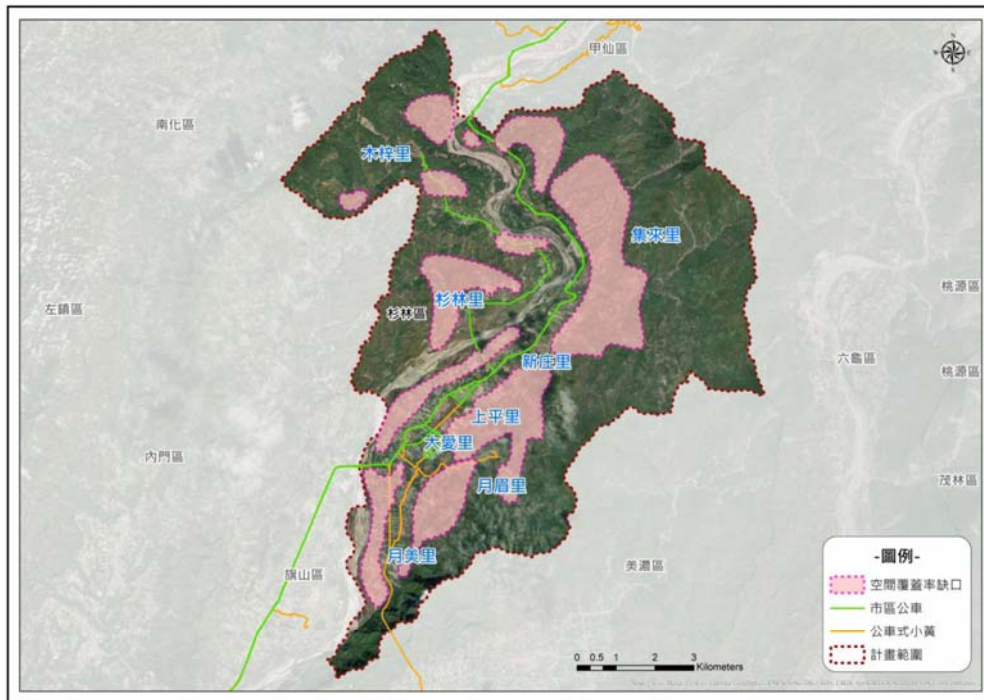 N
W E
S
甲仙區
南化區
木梓里
集來里
桃源區
左鎮區
杉林里
杉林區
六龜區
新庄里
桃源區
上平里
大愛里
內門區
月眉里
茂林區
月美里
美濃區
旗山區
-圖例-
空間覆蓋率缺口
市區公車
公車式小黃
計畫範圍
0 0.5 1 2 3
Kilometers